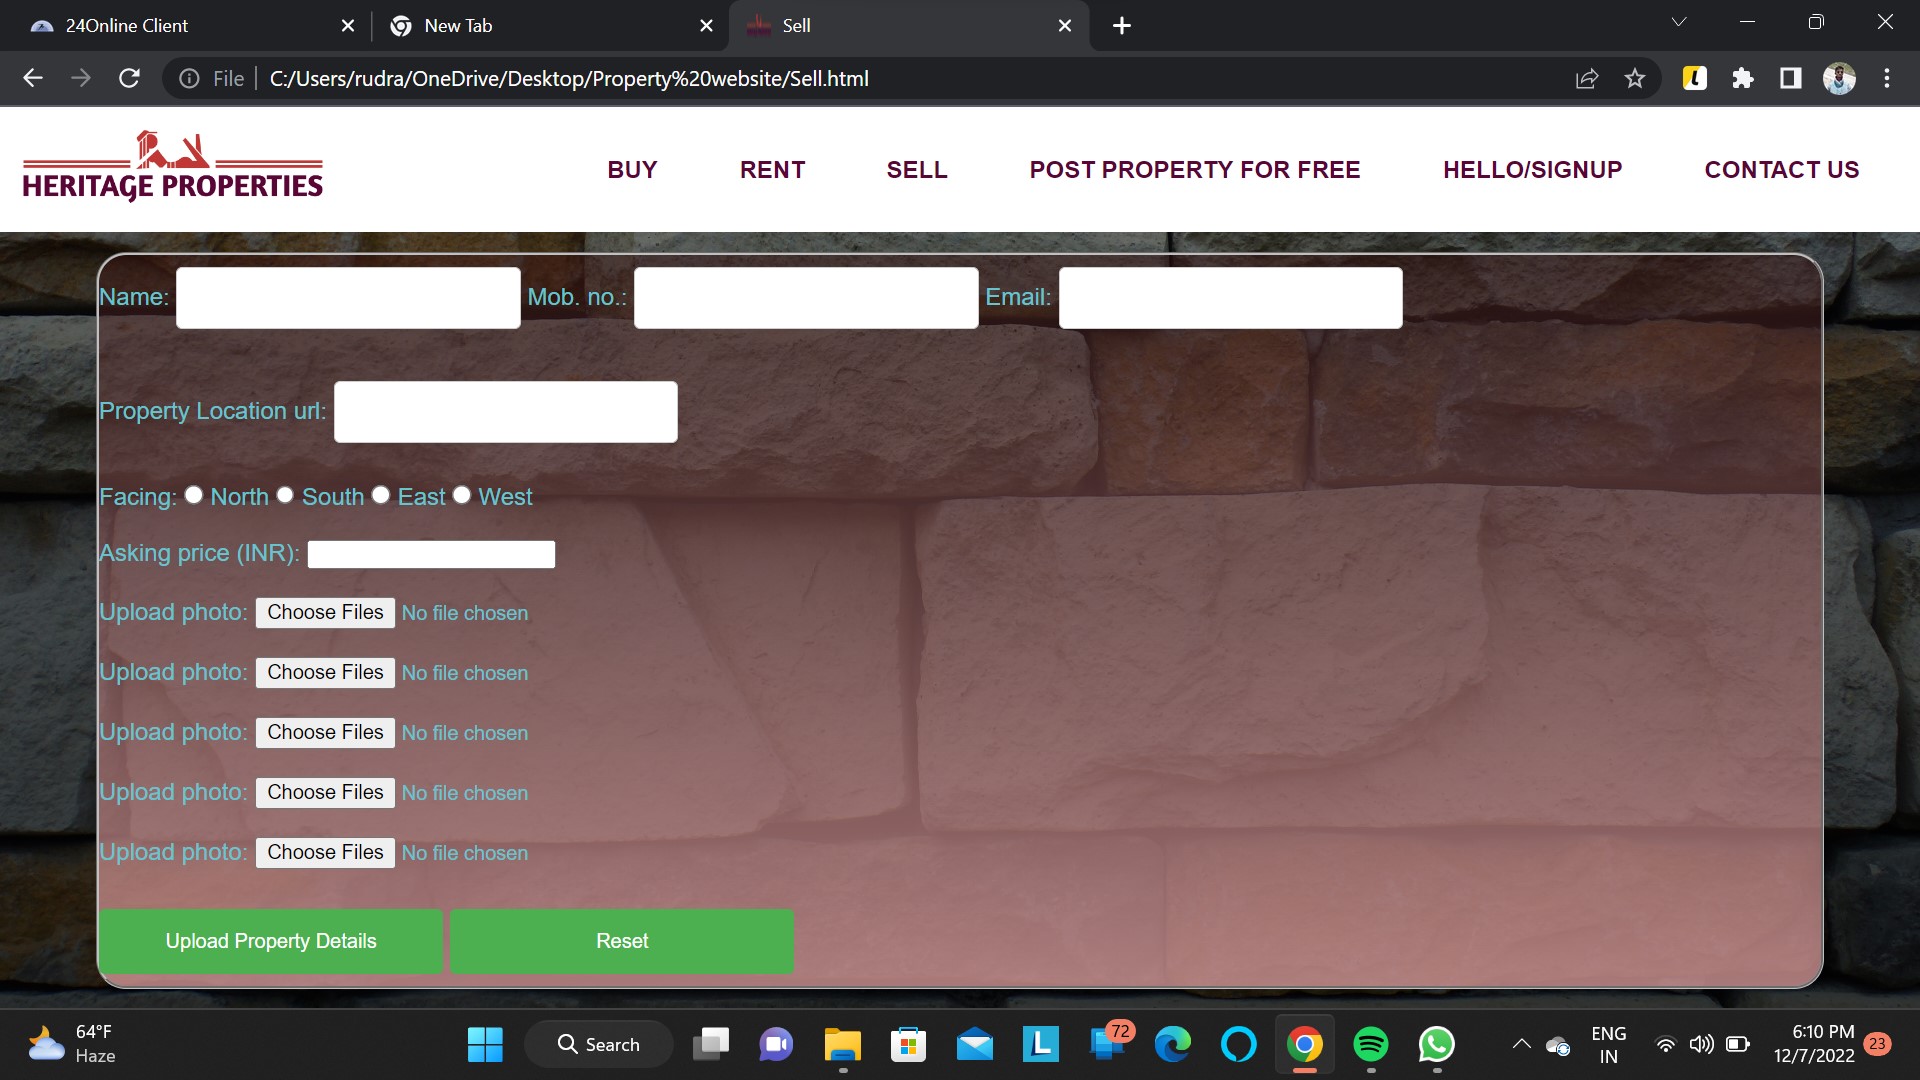 24Online Client
New Tab
Sell
File
C:/Users/rudra/OneDrive/Desktop/Property%20website/Sell.html
HERITAGE PROPERTIES
BUY RENT SELL POST PROPERTY FOR FREE HELLO/SIGNUP CONTACT US
Name: Mob. no.: Email:
Property Location url:
Facing: North South East West
Asking price (INR):
Upload photo: Choose Files No file chosen
Upload photo: Choose Files No file chosen
Upload photo: Choose Files No file chosen
Upload photo: Choose Files No file chosen
Upload photo: Choose Files No file chosen
Upload Property Details Reset
64°F
Haze
Search
L
72
ENG
IN
6:10 PM
12/7/2022
23